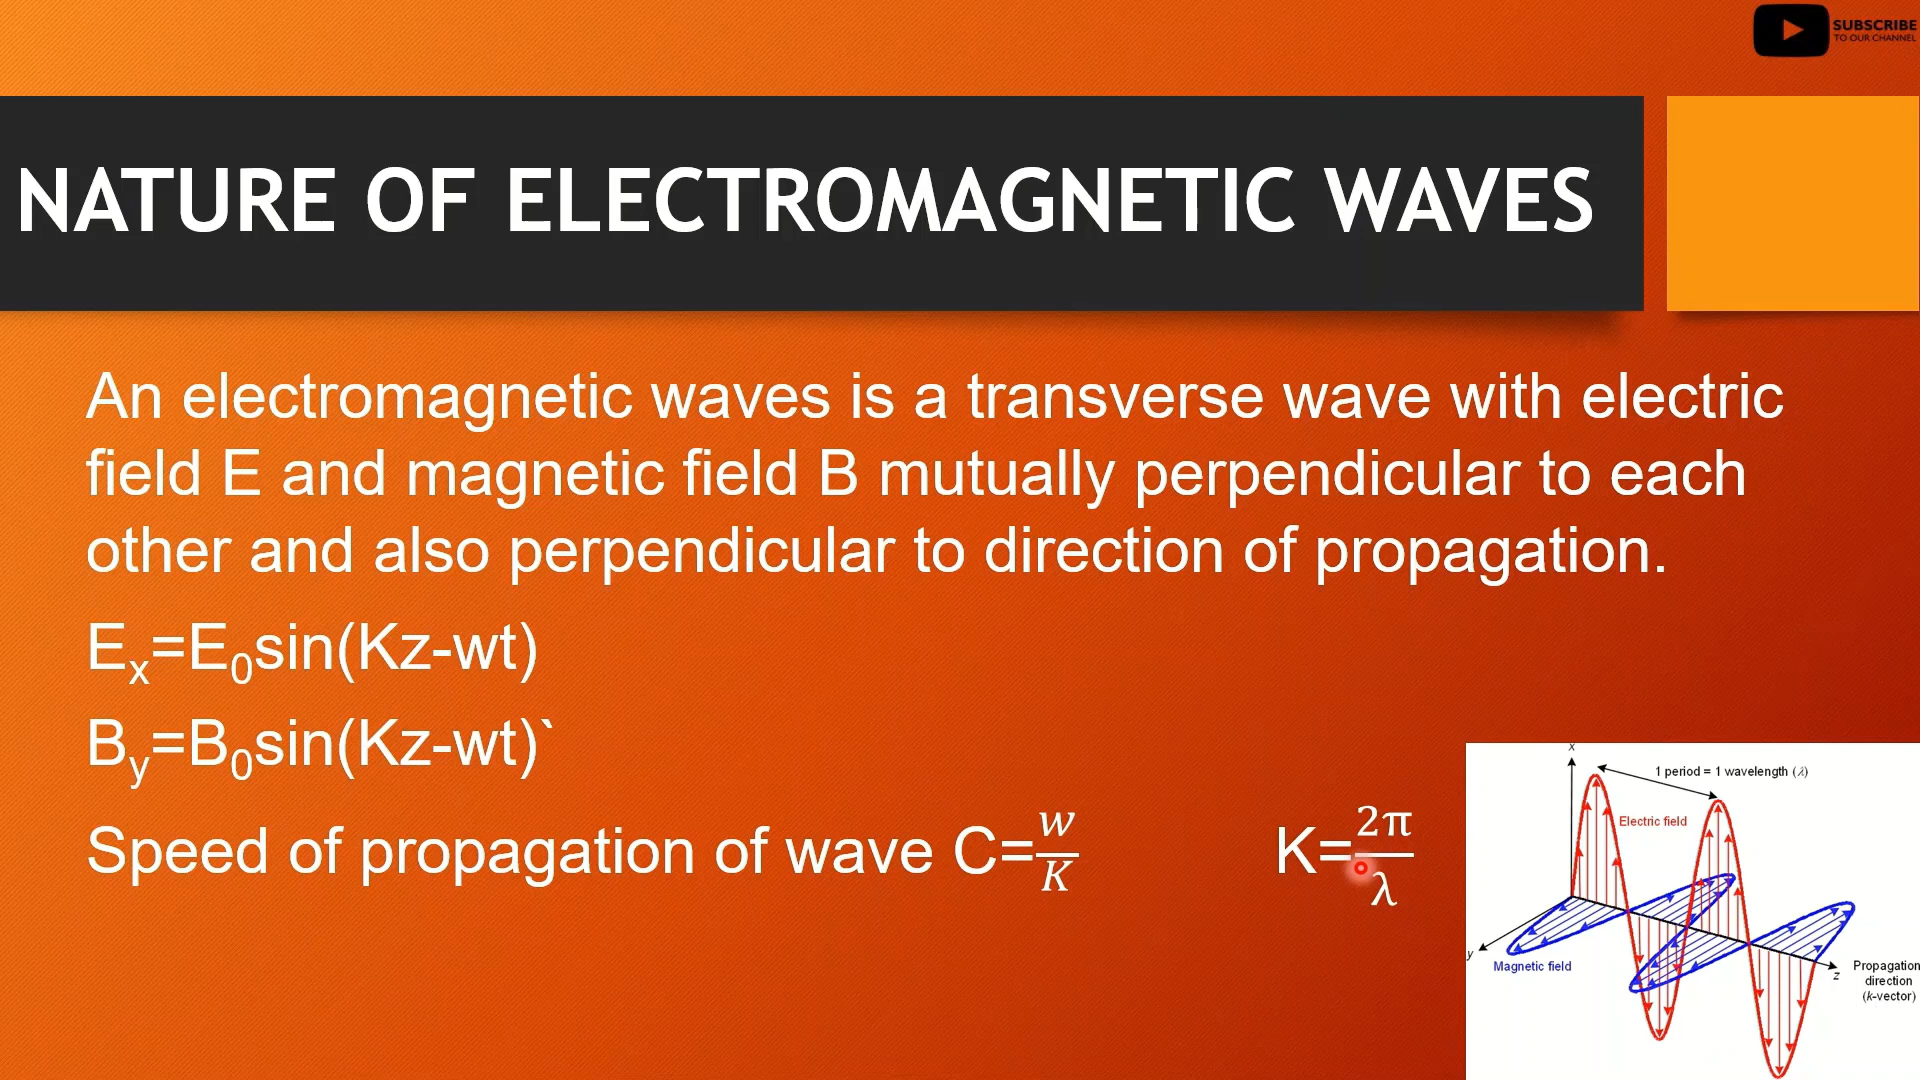 SUBSCRIBE
TO OUR CHANNEL
NATURE OF ELECTROMAGNETIC WAVES
An electromagnetic waves is a transverse wave with electric
field E and magnetic field B mutually perpendicular to each
other and also perpendicular to direction of propagation.
Eₓ=E₀sin(Kz-wt)
Bᵧ=B₀sin(Kz-wt)`
Speed of propagation of wave C=w/K K=2π/λ
x
1 period = 1 wavelength (λ)
Electric field
y
Magnetic field
z
Propagation
direction
(k-vector)